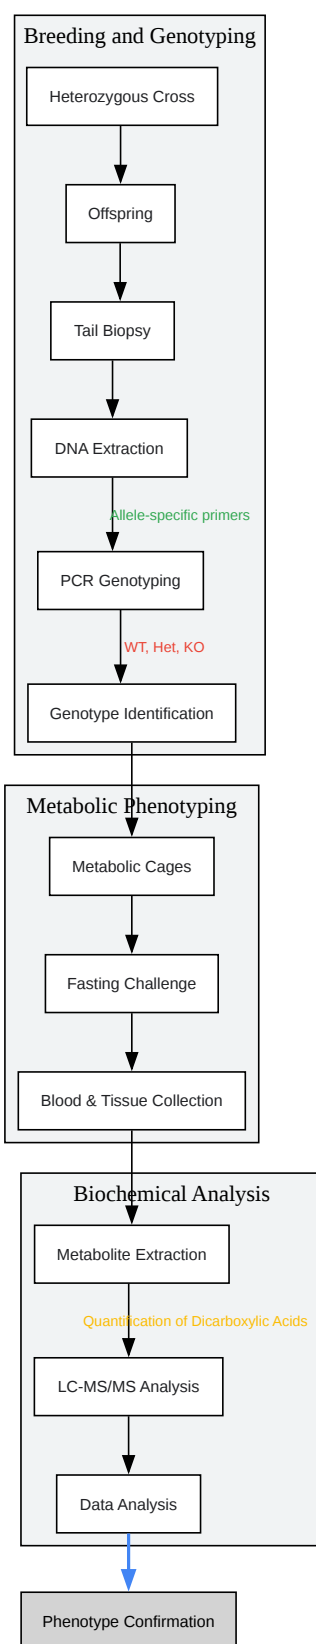 Breeding and Genotyping
Heterozygous Cross
Offspring
Tail Biopsy
DNA Extraction
Allele-specific primers
PCR Genotyping
WT, Het, KO
Genotype Identification
Metabolic Phenotyping
Metabolic Cages
Fasting Challenge
Blood & Tissue Collection
Biochemical Analysis
Metabolite Extraction
Quantification of Dicarboxylic Acids
LC-MS/MS Analysis
Data Analysis
Phenotype Confirmation